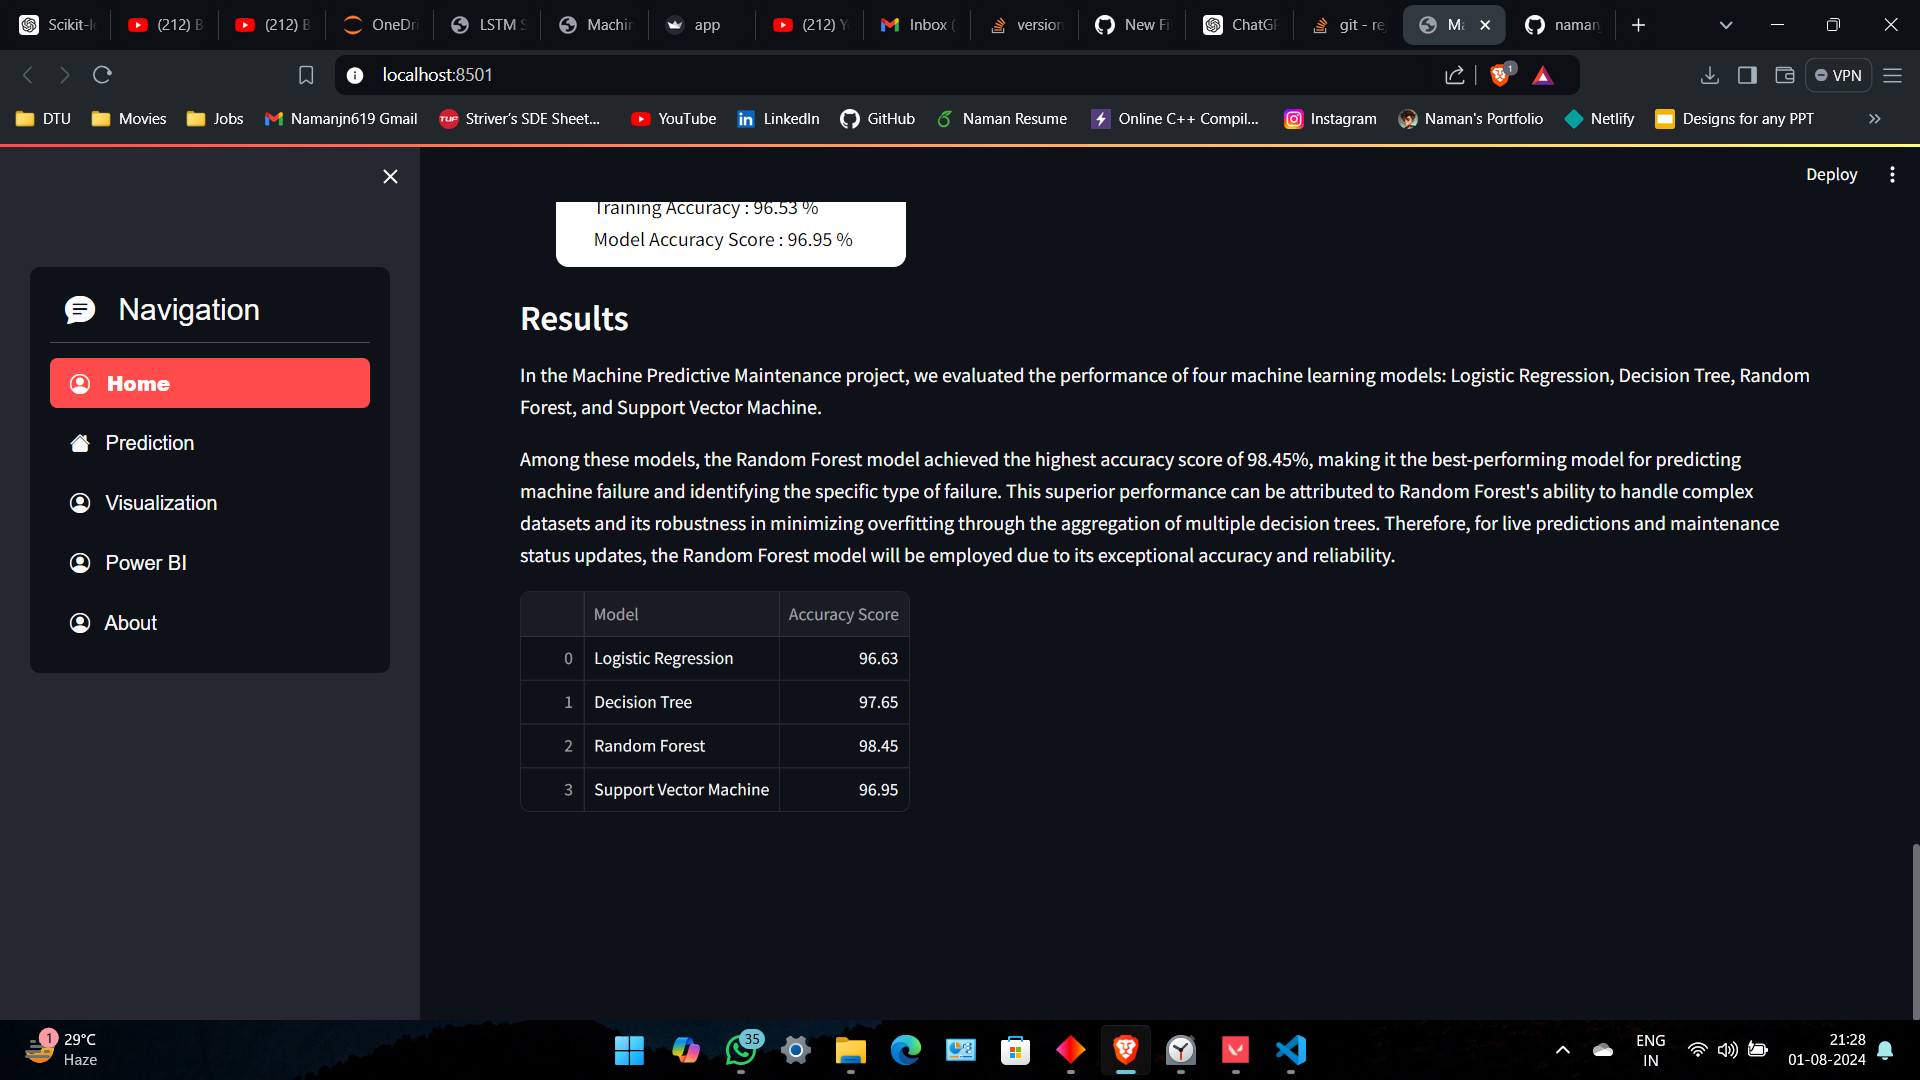 Scikit-l
(212) B
(212) B
OneDri
LSTM S
Machin
app
(212) Y
Inbox (
version
New Fi
ChatGP
git - re
Ma
naman
localhost:8501
1
VPN
DTU
Movies
Jobs
Namanjn619 Gmail
TUF
Striver's SDE Sheet...
YouTube
LinkedIn
GitHub
Naman Resume
Online C++ Compil...
Instagram
Naman's Portfolio
Netlify
Designs for any PPT
Deploy
Training Accuracy : 96.53 %
Model Accuracy Score : 96.95 %
Navigation
Home
Prediction
Visualization
Power BI
About
Results
In the Machine Predictive Maintenance project, we evaluated the performance of four machine learning models: Logistic Regression, Decision Tree, Random
Forest, and Support Vector Machine.
Among these models, the Random Forest model achieved the highest accuracy score of 98.45%, making it the best-performing model for predicting
machine failure and identifying the specific type of failure. This superior performance can be attributed to Random Forest's ability to handle complex
datasets and its robustness in minimizing overfitting through the aggregation of multiple decision trees. Therefore, for live predictions and maintenance
status updates, the Random Forest model will be employed due to its exceptional accuracy and reliability.
Model Accuracy Score
0 Logistic Regression 96.63
1 Decision Tree 97.65
2 Random Forest 98.45
3 Support Vector Machine 96.95
1
29°C
Haze
35
ENG
IN
21:28
01-08-2024